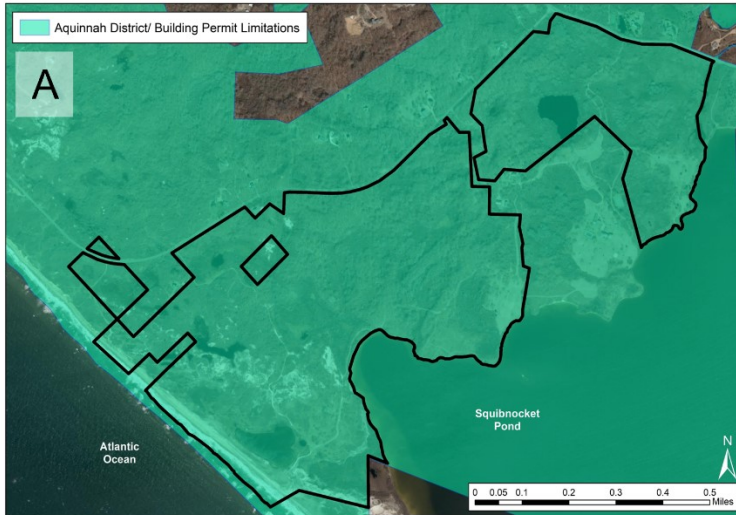 Aquinnah District/ Building Permit Limitations
A
Squibnocket
Pond
Atlantic
Ocean
N
0 0.05 0.1 0.2 0.3 0.4 0.5
Miles